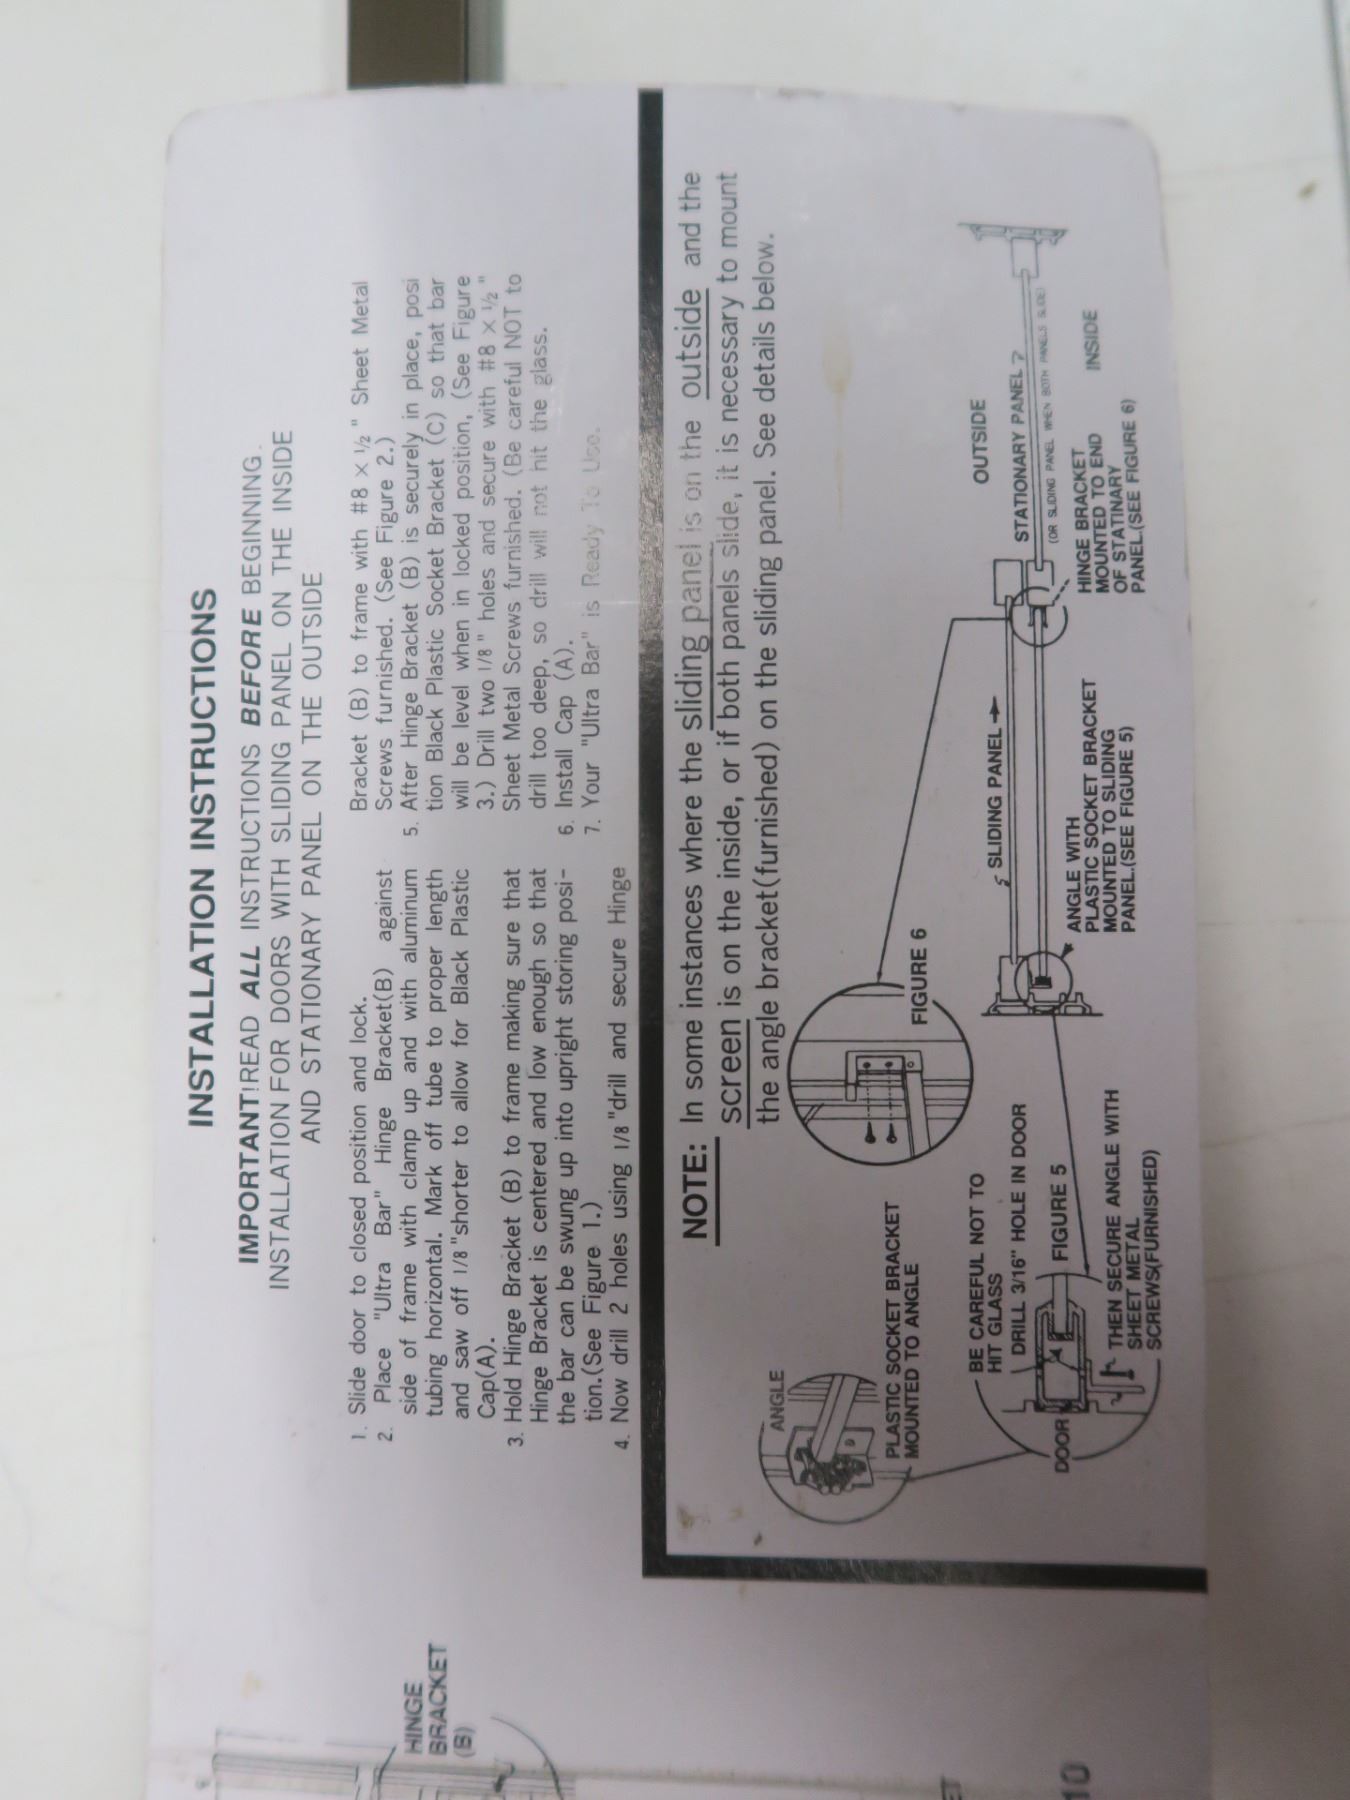 INSTALLATION INSTRUCTIONS
IMPORTANT!READ ALL INSTRUCTIONS BEFORE BEGINNING.
INSTALLATION FOR DOORS WITH SLIDING PANEL ON THE INSIDE
AND STATIONARY PANEL ON THE OUTSIDE
1. Slide door to closed position and lock.
2. Place "Ultra Bar" Hinge Bracket(B) against
side of frame with clamp up and with aluminum
tubing horizontal. Mark off tube to proper length
and saw off 1/8"shorter to allow for Black Plastic
Cap(A).
3. Hold Hinge Bracket (B) to frame making sure that
Hinge Bracket is centered and low enough so that
the bar can be swung up into upright storing posi-
tion.(See Figure 1.)
4. Now drill 2 holes using 1/8"drill and secure Hinge
Bracket (B) to frame with #8 × ½" Sheet Metal
Screws furnished. (See Figure 2.)
5. After Hinge Bracket (B) is securely in place, posi
tion Black Plastic Socket Bracket (C) so that bar
will be level when in locked position, (See Figure
3.) Drill two 1/8" holes and secure with #8 × ½"
Sheet Metal Screws furnished. (Be careful NOT to
drill too deep, so drill will not hit the glass.
6. Install Cap (A).
7. Your "Ultra Bar" is Ready To Use.
NOTE: In some instances where the sliding panel is on the outside and the
screen is on the inside, or if both panels slide, it is necessary to mount
the angle bracket(furnished) on the sliding panel. See details below.
ANGLE
PLASTIC SOCKET BRACKET
MOUNTED TO ANGLE
BE CAREFUL NOT TO
HIT GLASS
DRILL 3/16" HOLE IN DOOR
DOOR
FIGURE 5
THEN SECURE ANGLE WITH
SHEET METAL
SCREWS(FURNISHED)
FIGURE 6
SLIDING PANEL
ANGLE WITH
PLASTIC SOCKET BRACKET
MOUNTED TO SLIDING
PANEL.(SEE FIGURE 5)
OUTSIDE
STATIONARY PANEL
(OR SLIDING PANEL WHEN BOTH PANELS SLIDE)
HINGE BRACKET
MOUNTED TO END
OF STATINARY
PANEL.(SEE FIGURE 6)
INSIDE
HINGE
BRACKET
(B)
10